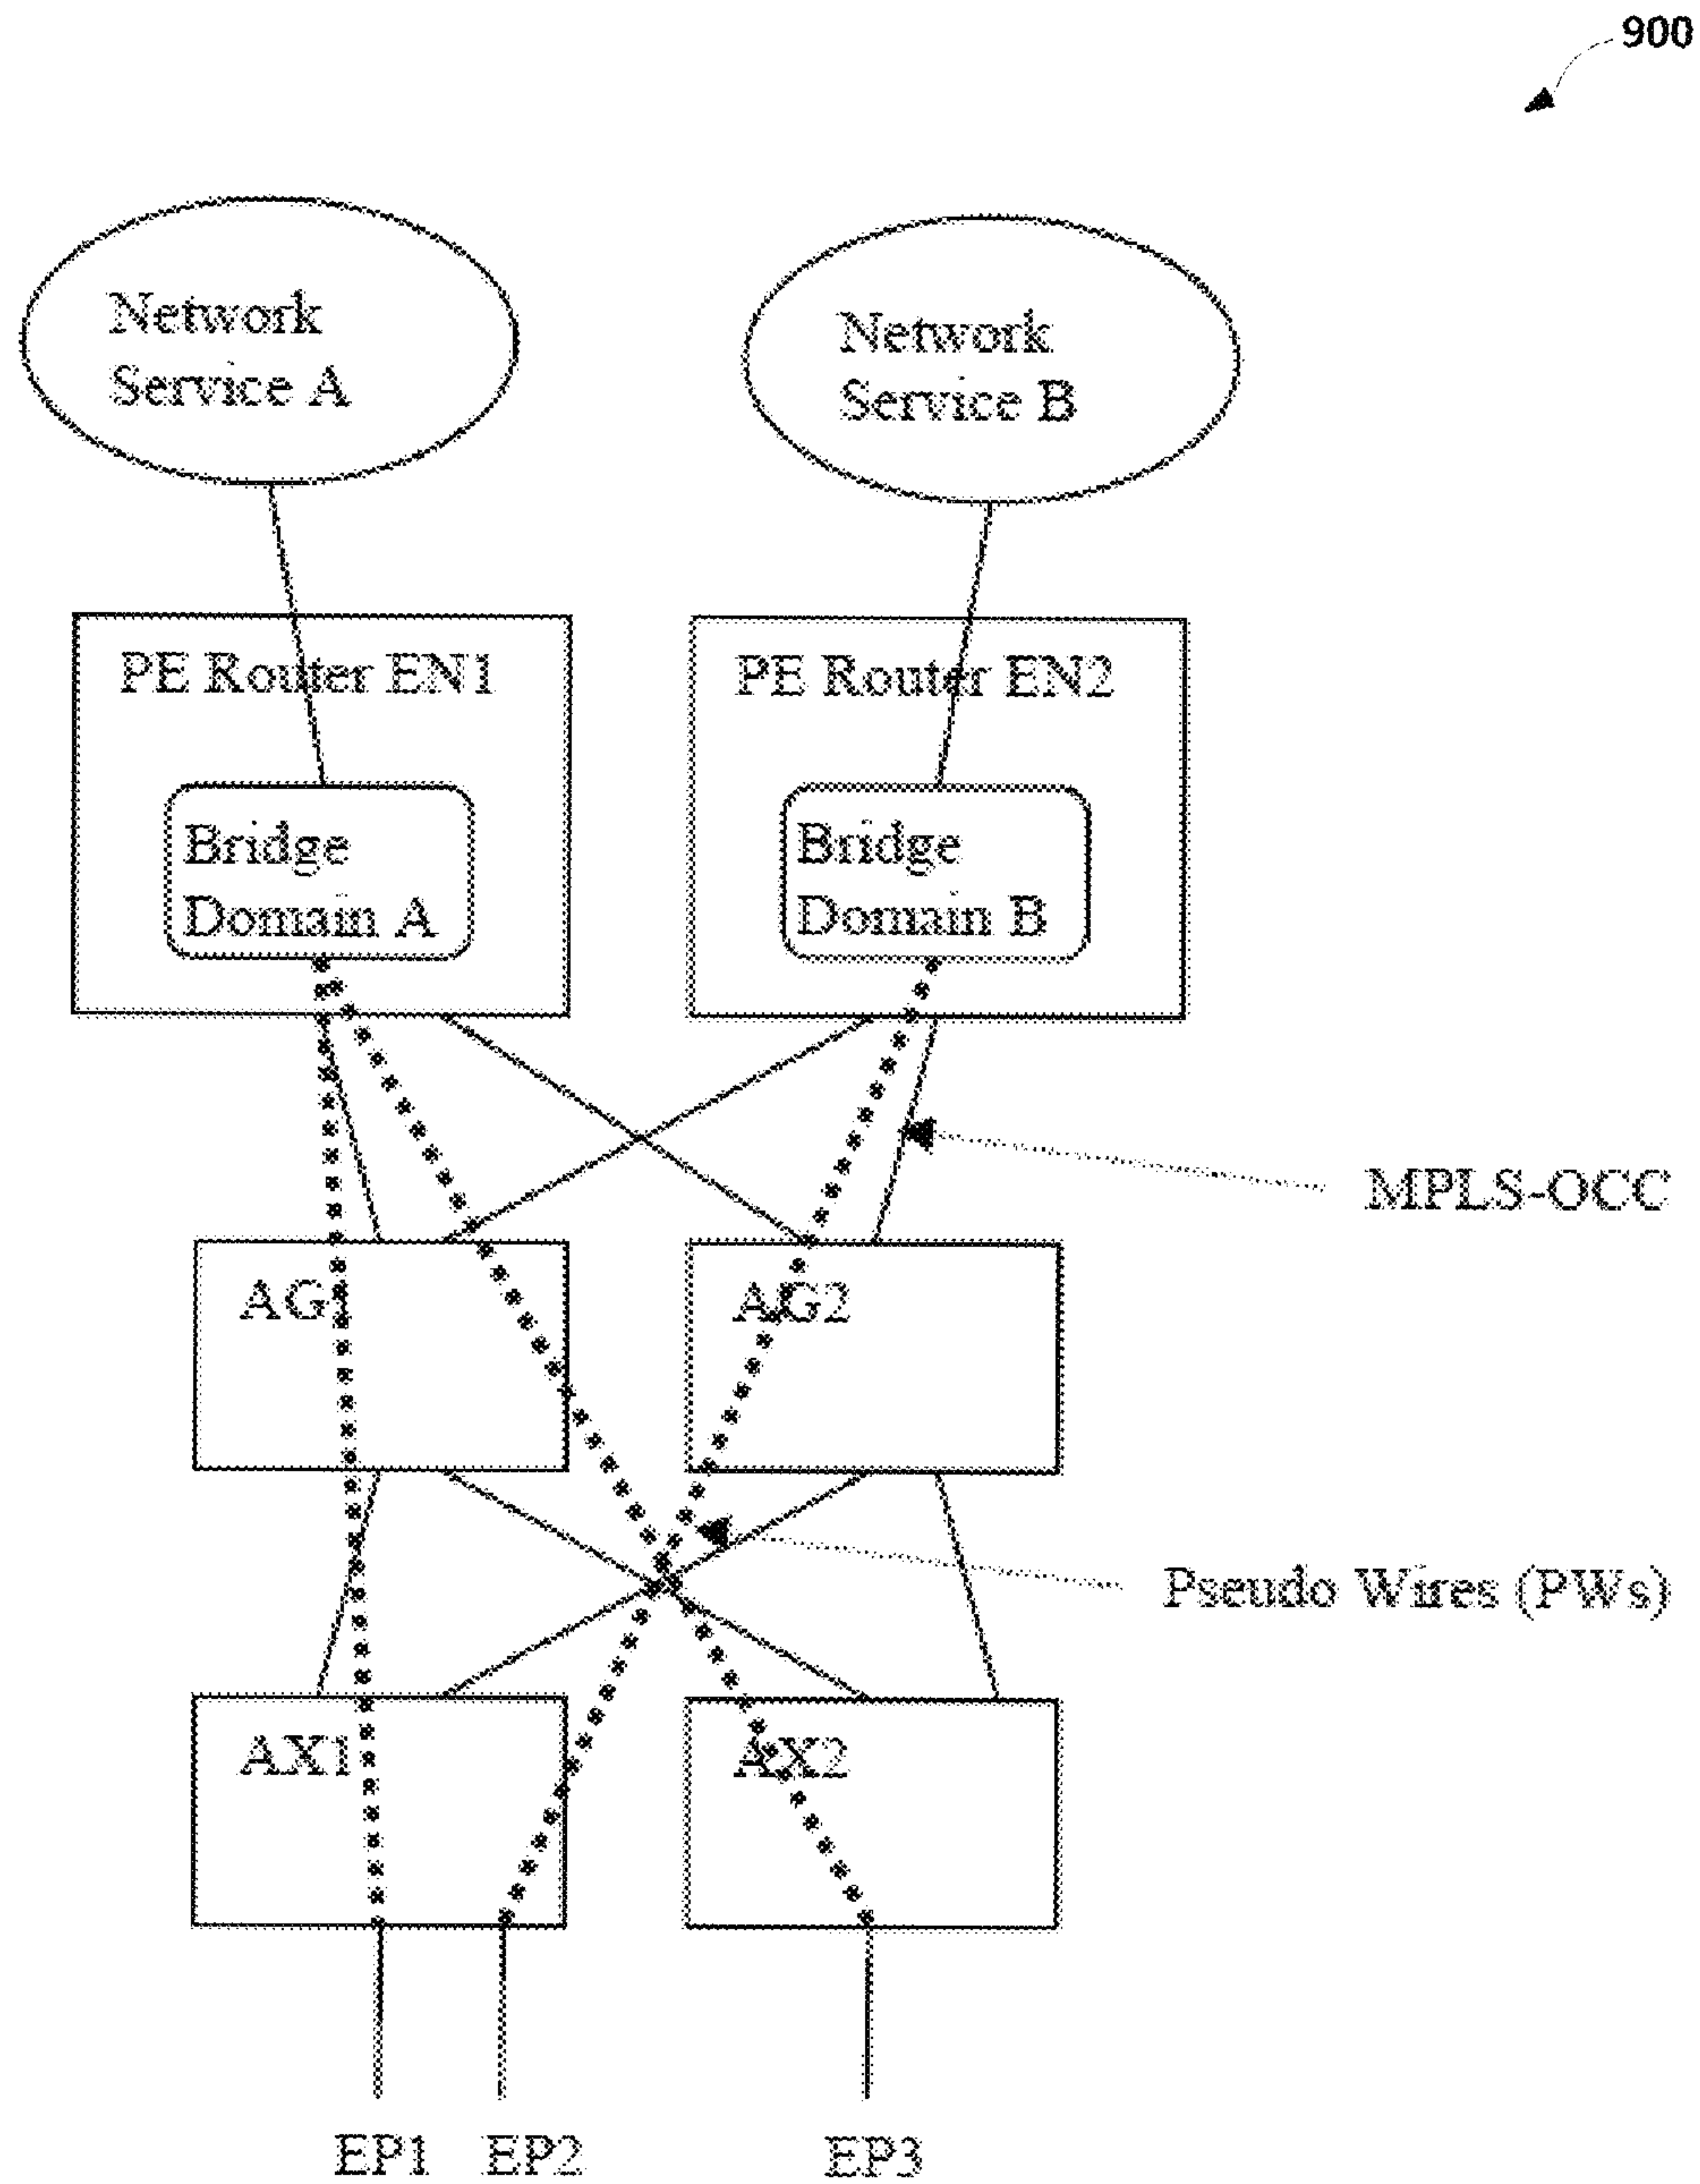 900
Network
Service A
Network
Service B
PE Router EN1
PE Router EN2
Bridge
Domain A
Bridge
Domain B
MPLS-OCC
AG
AG2
Pseudo Wires (PWs)
AX1
AX2
EP1
EP2
EP3